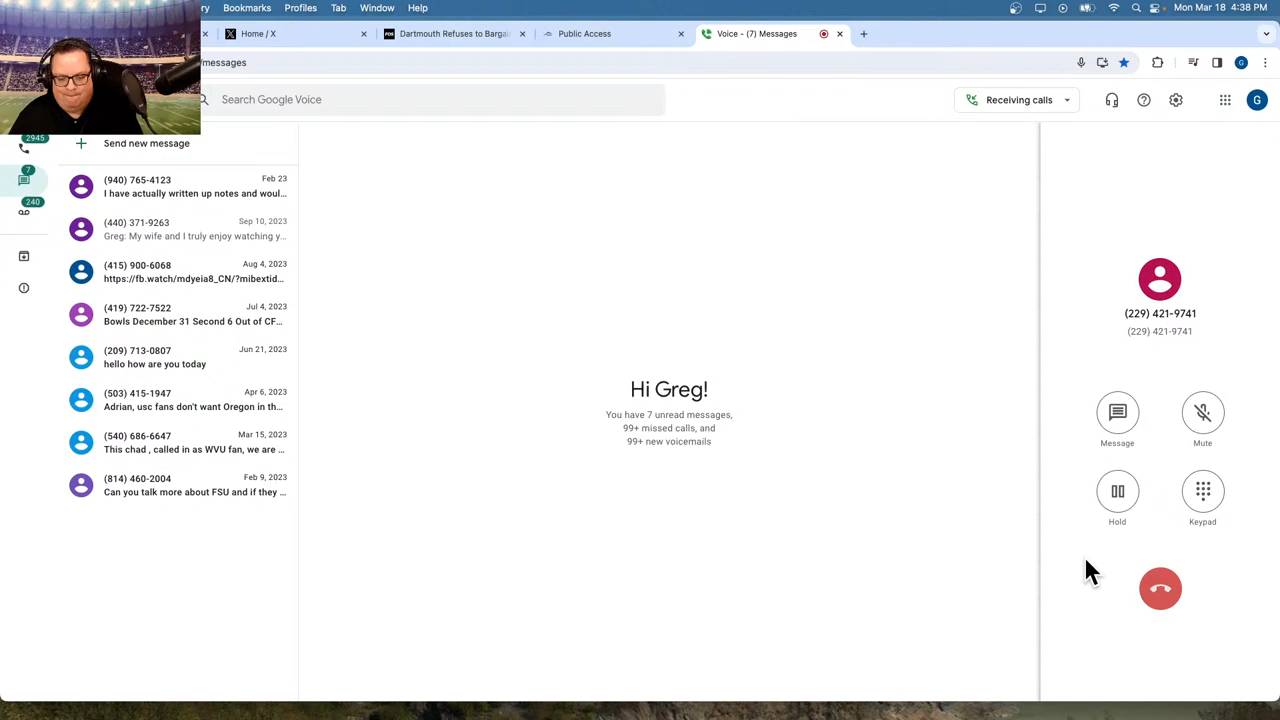 ry Bookmarks Profiles Tab Window Help Mon Mar 18 4:38 PM
Home / X Dartmouth Refuses to Bargai Public Access Voice - (7) Messages
/messages
Search Google Voice Receiving calls G
2945
Send new message
7
240
(940) 765-4123 Feb 23
I have actually written up notes and woul...
(440) 371-9263 Sep 10, 2023
Greg: My wife and I truly enjoy watching y...
(415) 900-6068 Aug 4, 2023
https://fb.watch/mdyeia8_CN/?mibextid...
(419) 722-7522 Jul 4, 2023
Bowls December 31 Second 6 Out of CF...
(209) 713-0807 Jun 21, 2023
hello how are you today
(503) 415-1947 Apr 6, 2023
Adrian, usc fans don't want Oregon in th...
(540) 686-6647 Mar 15, 2023
This chad , called in as WVU fan, we are ...
(814) 460-2004 Feb 9, 2023
Can you talk more about FSU and if they ...
Hi Greg!
You have 7 unread messages,
99+ missed calls, and
99+ new voicemails
(229) 421-9741
(229) 421-9741
Message Mute
Hold Keypad